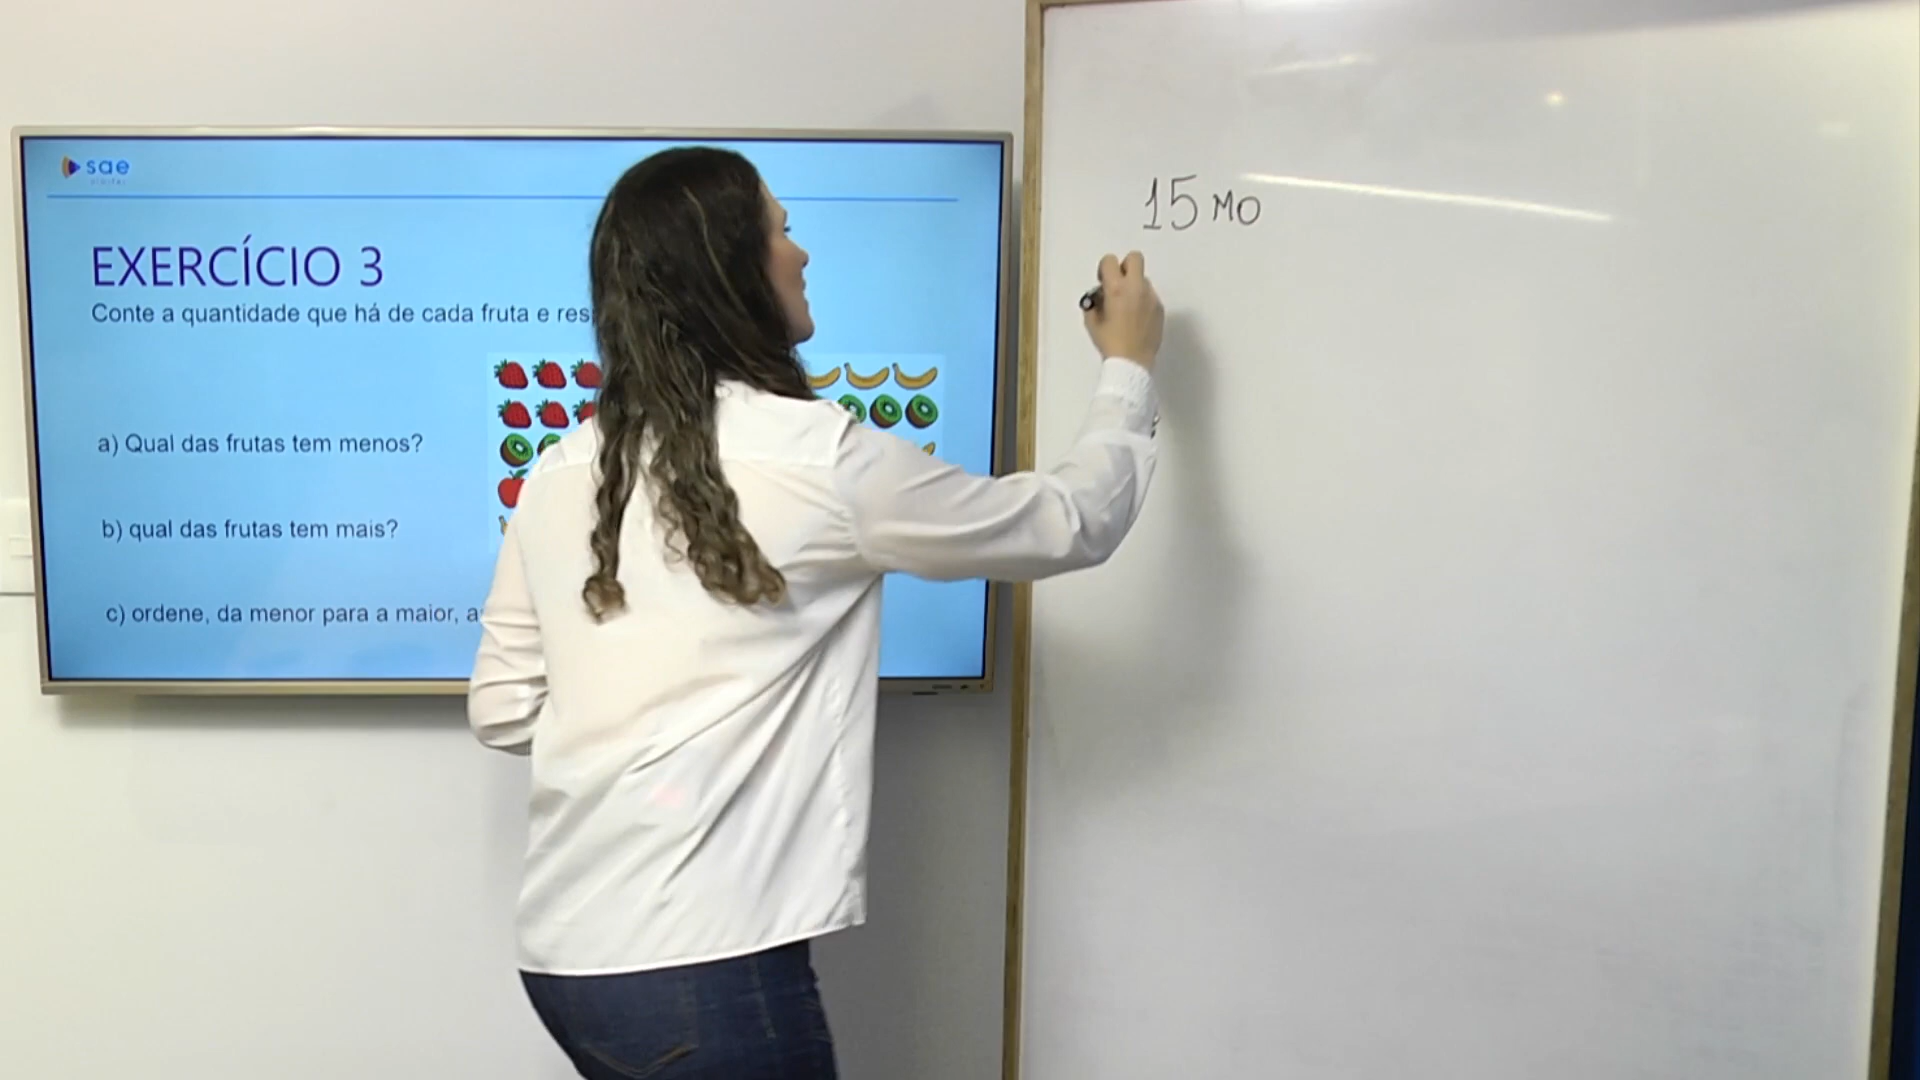 sae
EXERCÍCIO 3
Conte a quantidade que há de cada fruta e res
a) Qual das frutas tem menos?
b) qual das frutas tem mais?
c) ordene, da menor para a maior, a
15 MO